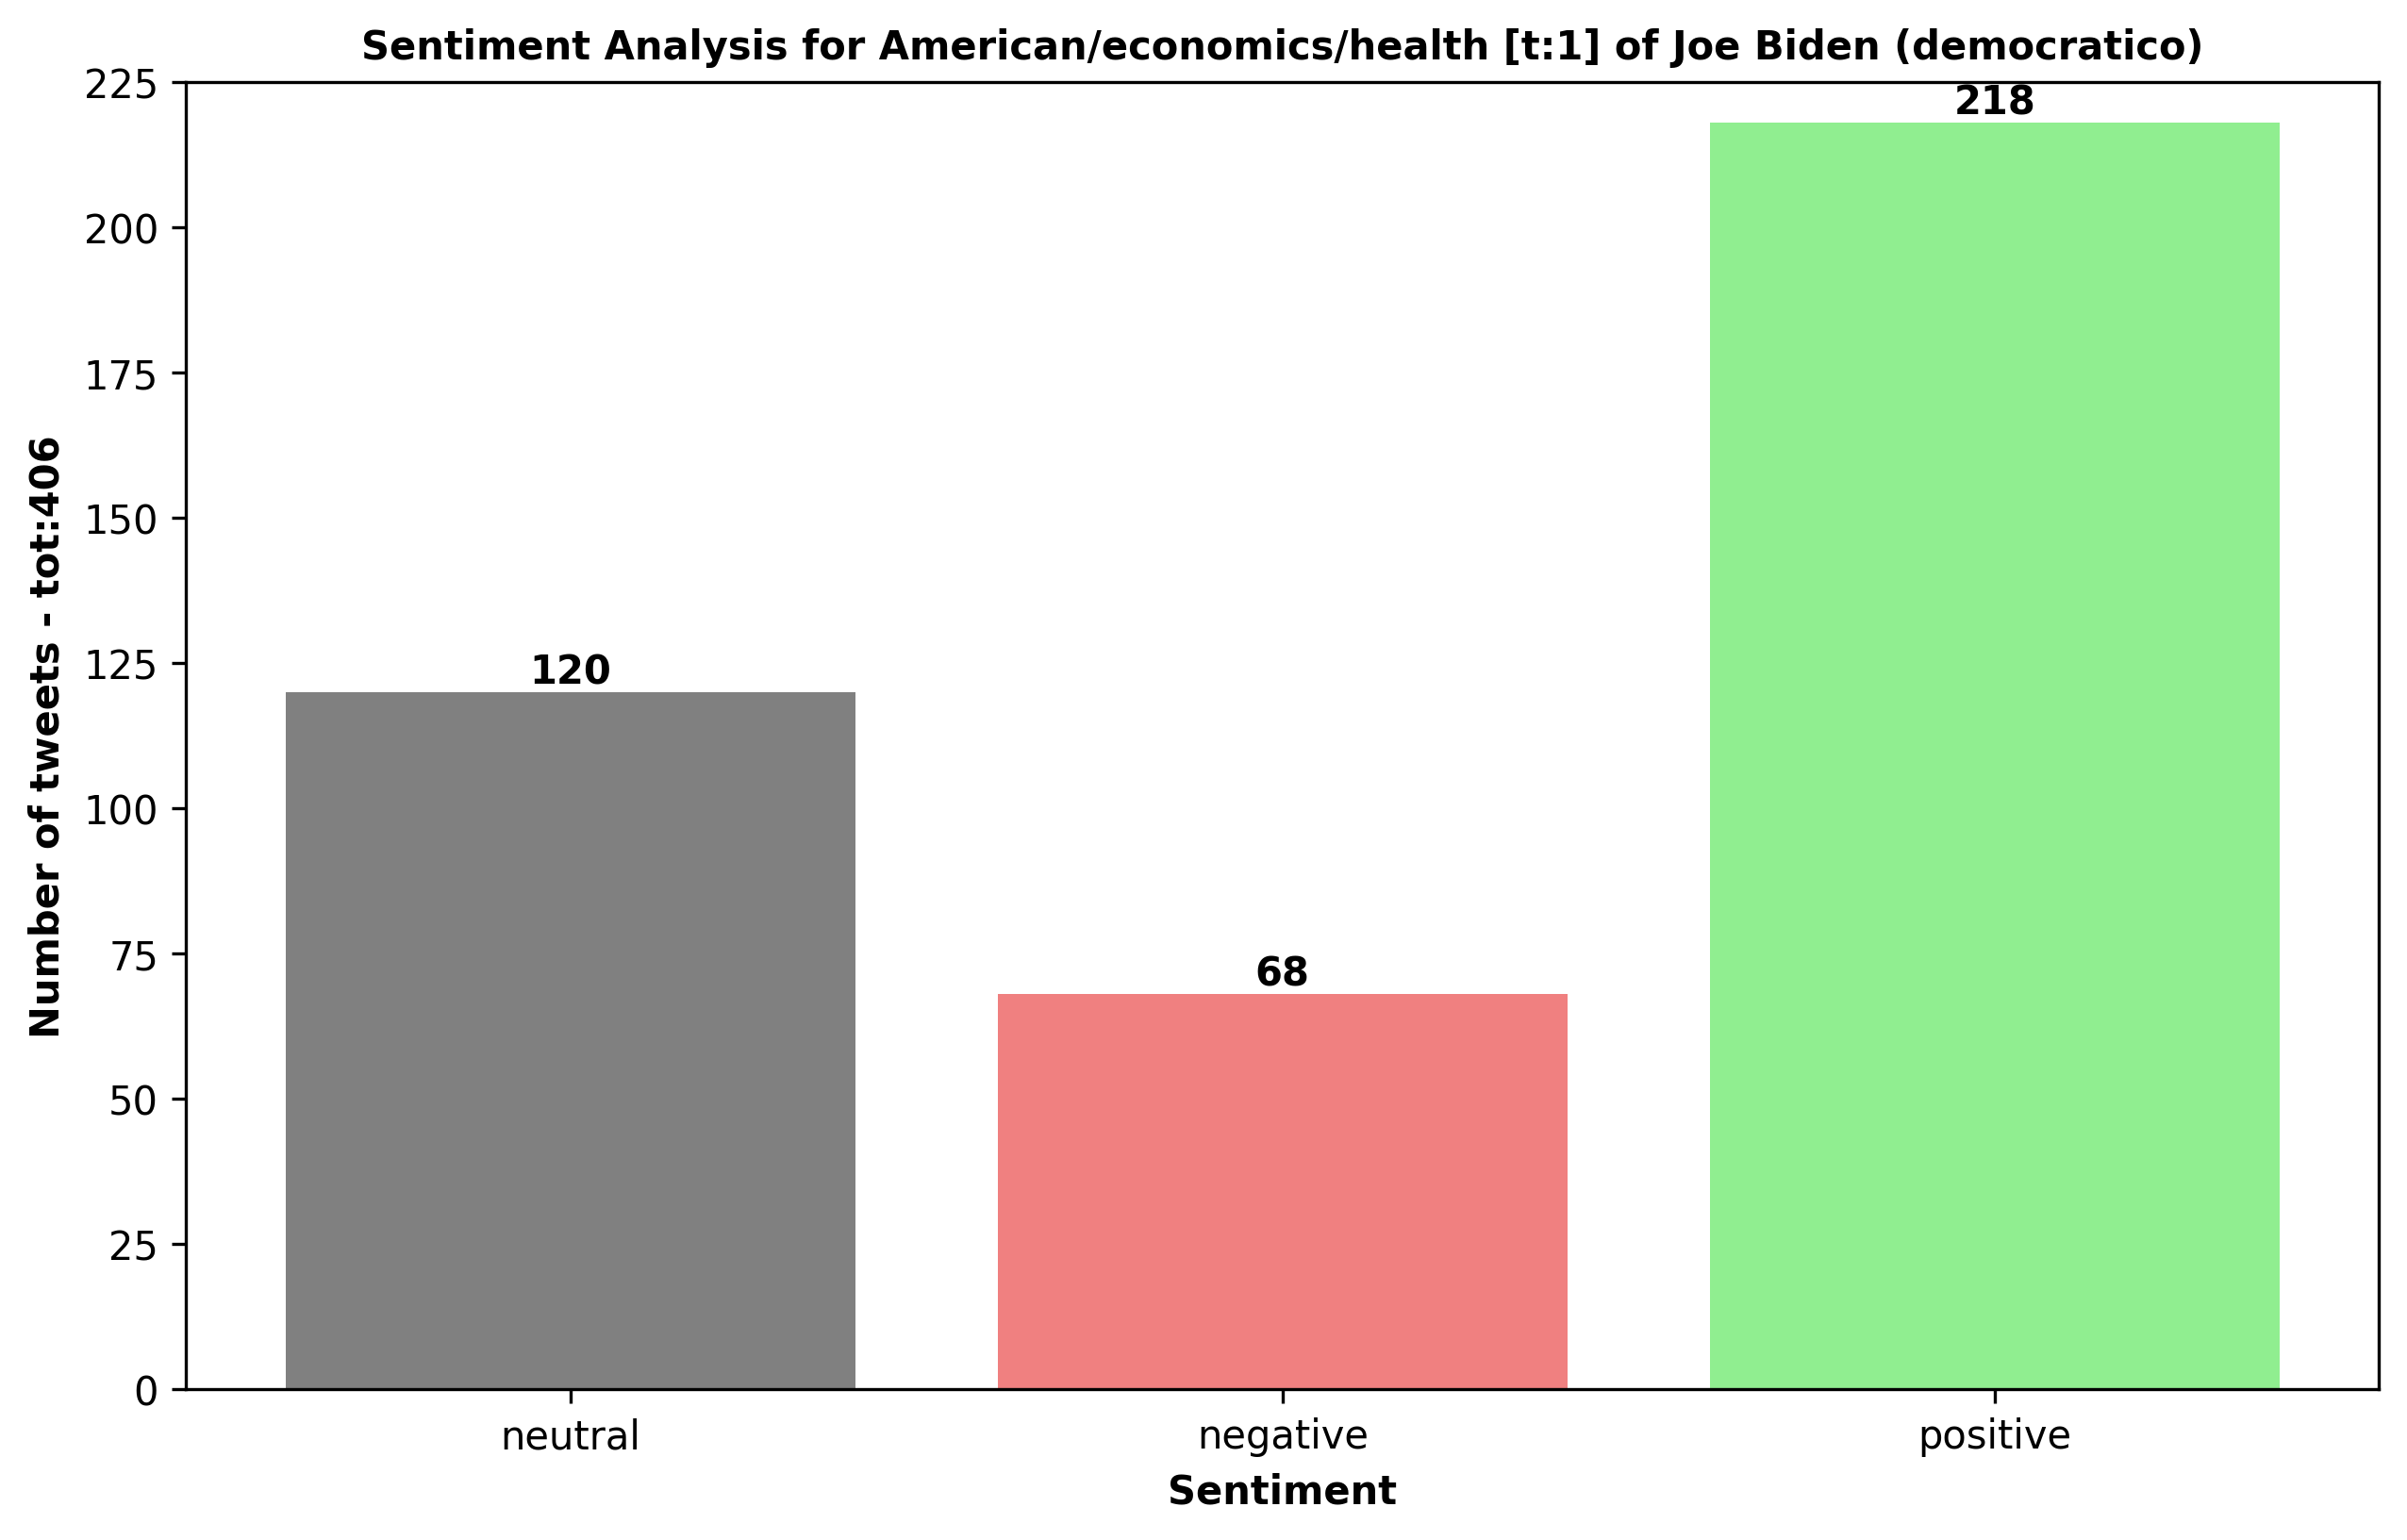 Sentiment Analysis for American/economics/health [t:1] of Joe Biden (democratico)
Number of tweets - tot:406
225
200
175
150
125
100
75
50
25
0
120
68
218
neutral
negative
positive
Sentiment